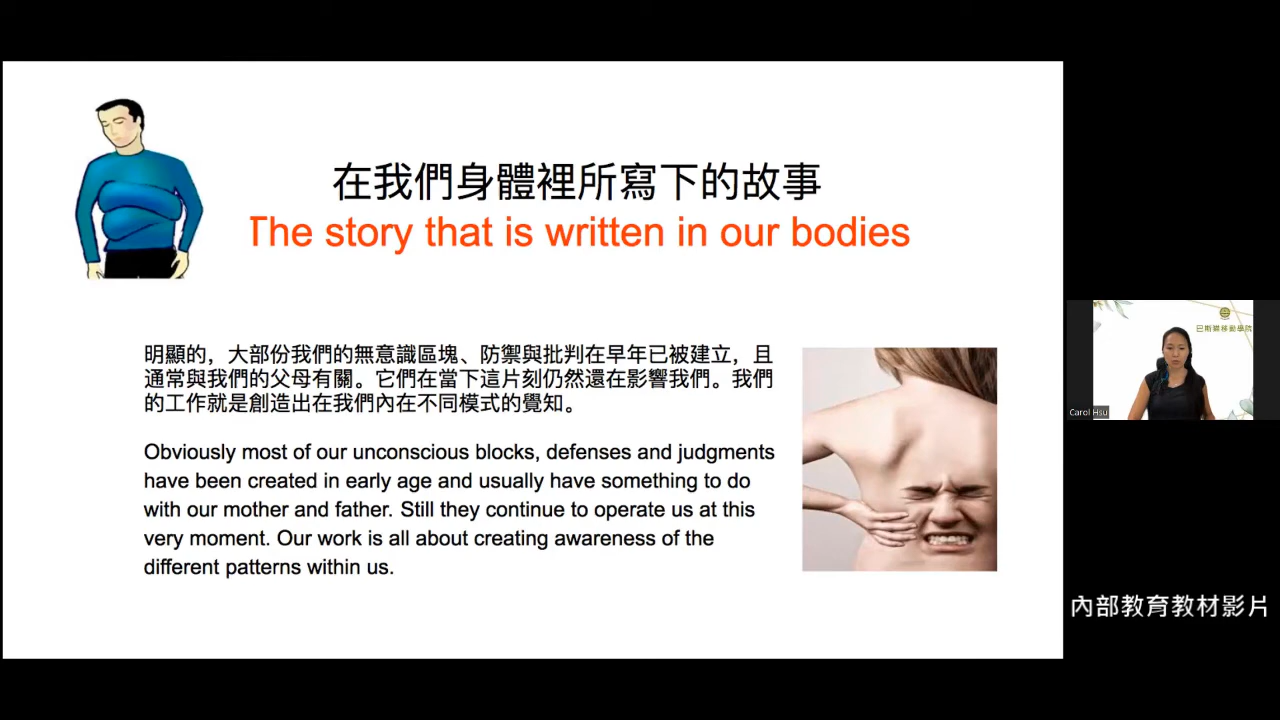 在我們身體裡所寫下的故事
The story that is written in our bodies
明顯的，大部份我們的無意識區塊、防禦與批判在早年已被建立，且
通常與我們的父母有關。它們在當下這片刻仍然還在影響我們。我們
的工作就是創造出在我們內在不同模式的覺知。
Obviously most of our unconscious blocks, defenses and judgments
have been created in early age and usually have something to do
with our mother and father. Still they continue to operate us at this
very moment. Our work is all about creating awareness of the
different patterns within us.
Carol Hsu
內部教育教材影片